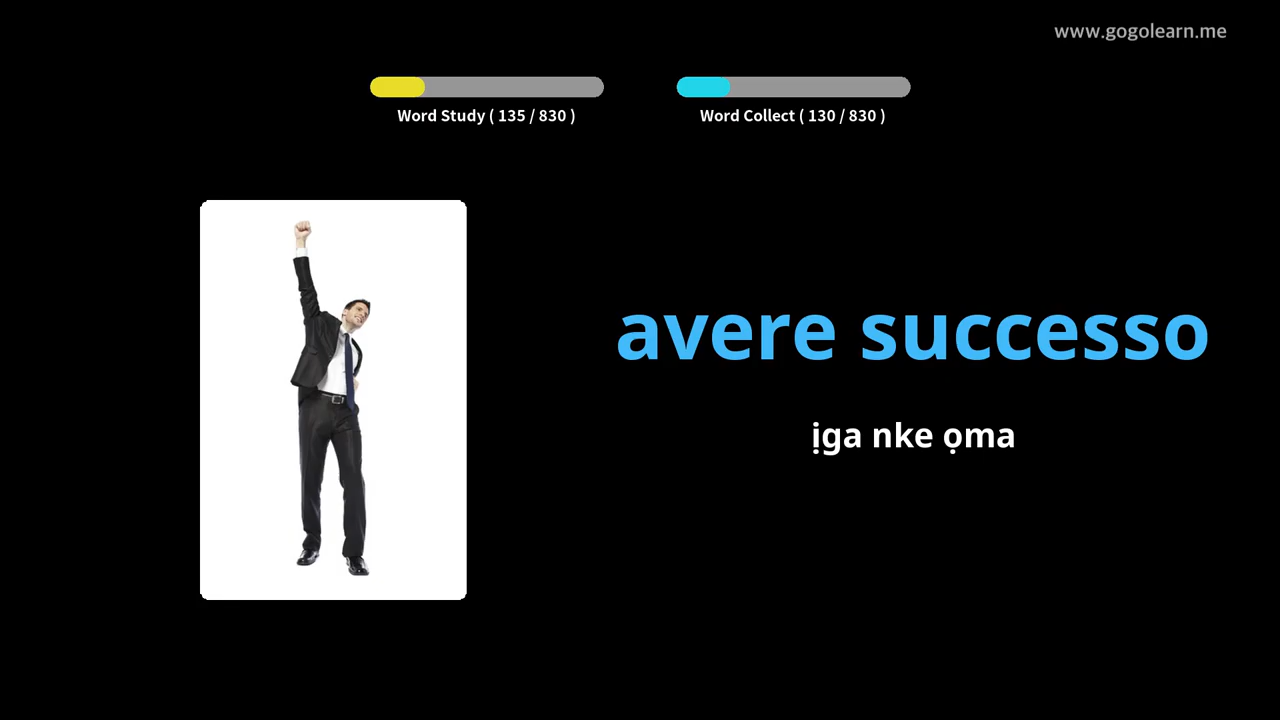 www.gogolearn.me
Word Study ( 135 / 830 )
Word Collect ( 130 / 830 )
avere successo
ịga nke ọma